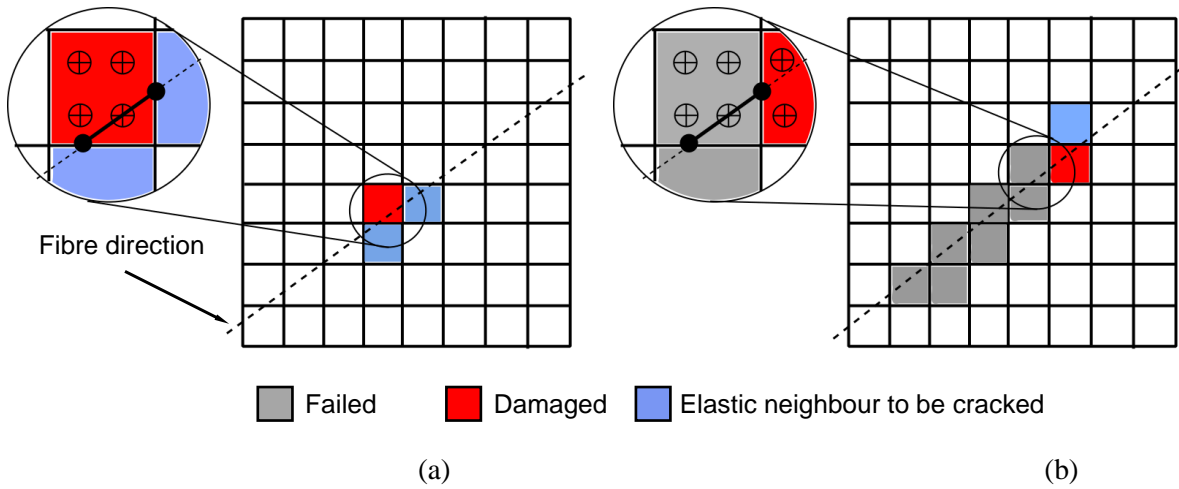 Fibre direction
Failed
Damaged
Elastic neighbour to be cracked
(a)
(b)